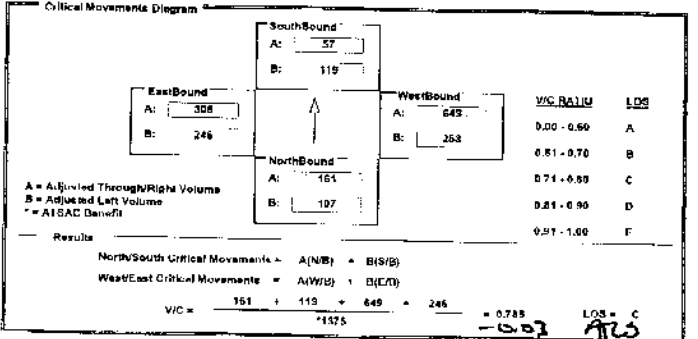 Critical Movements Diagram
SouthBound
A: 57
B: 119
EastBound
A: 308
B: 246
WestBound
A: 649
B: 253
NorthBound
A: 161
B: 107
V/C RATIO LOS
0.00 - 0.60 A
0.61 - 0.70 B
0.71 - 0.80 C
0.81 - 0.90 D
0.91 - 1.00 E
A = Adjusted Through/Right Volume
B = Adjusted Left Volume
* = ATSAC Benefit
Results
North/South Critical Movements = A(N/B) + B(S/B)
West/East Critical Movements = A(W/B) + B(E/B)
V/C = 161 + 119 + 649 + 246 = 0.785 LOS = C
*1375